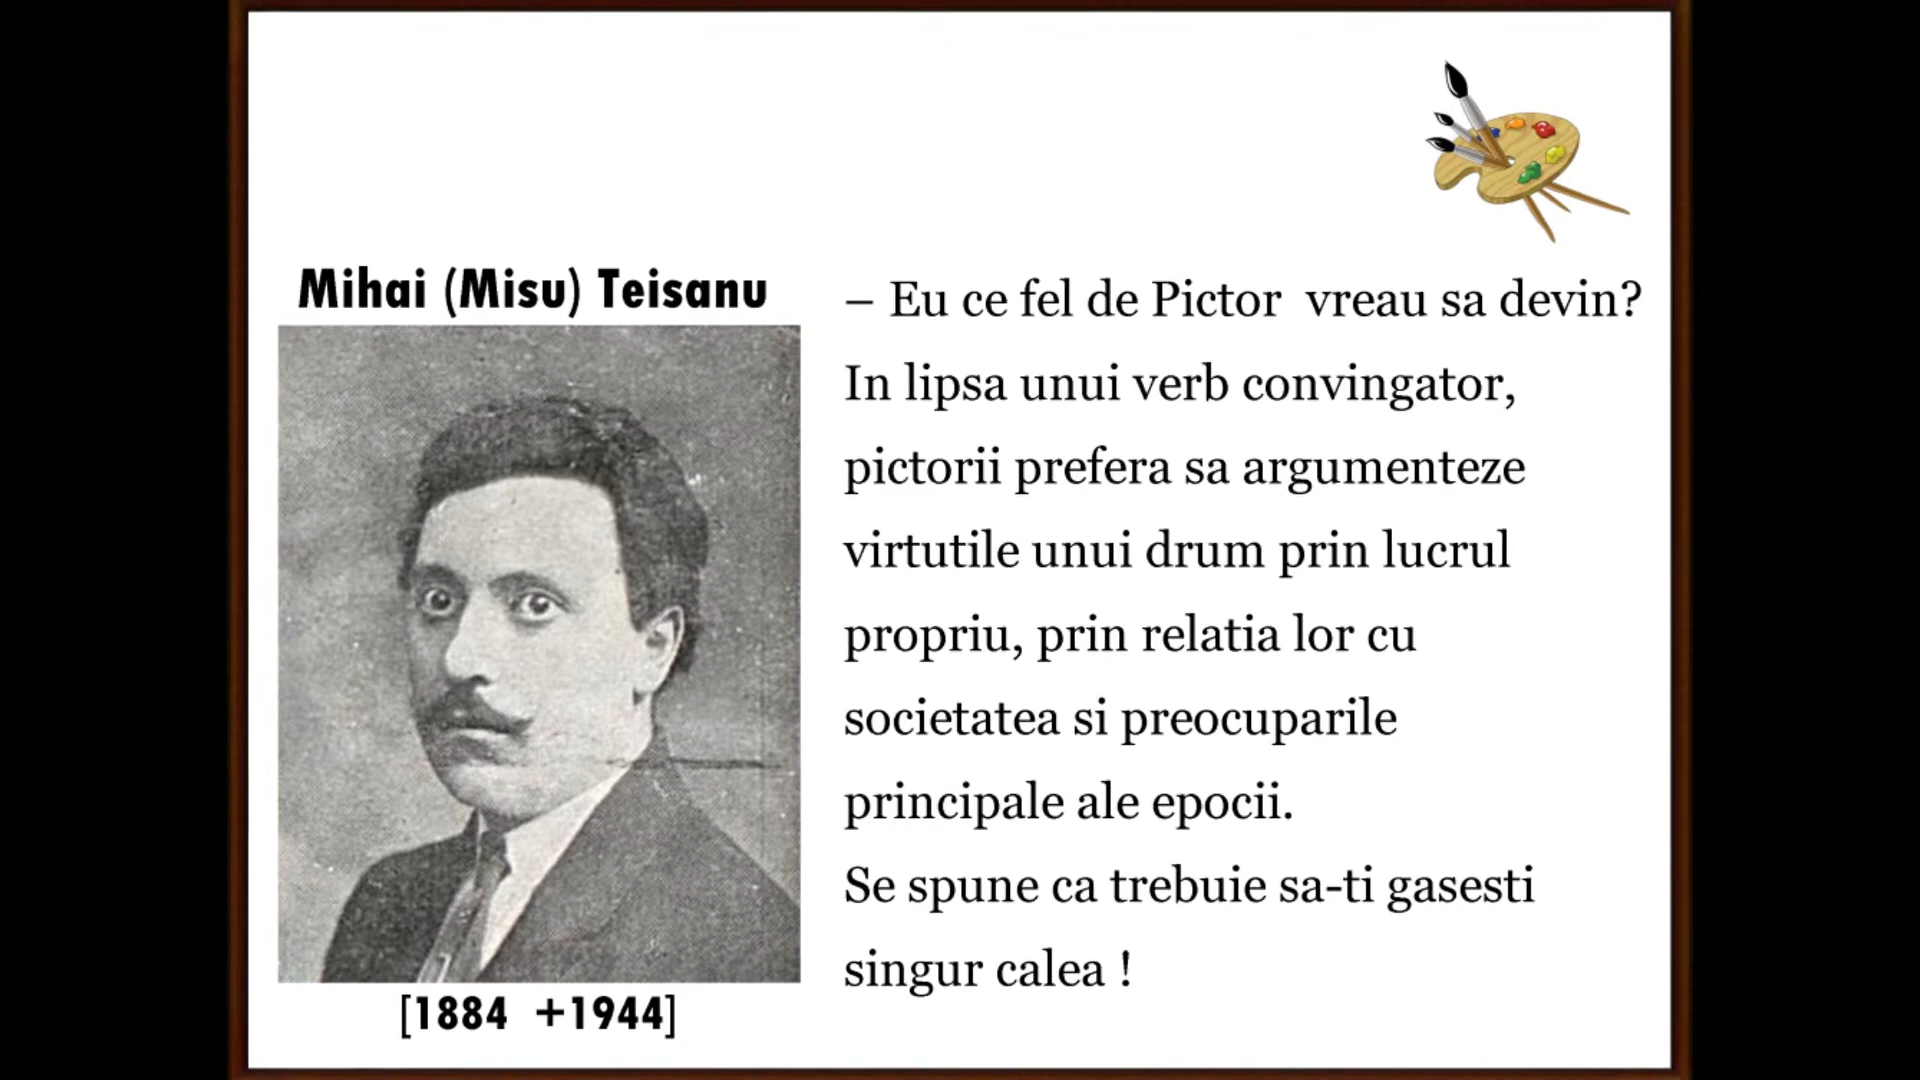 Mihai (Misu) Teisanu
[1884 +1944]
– Eu ce fel de Pictor vreau sa devin?
In lipsa unui verb convingator,
pictorii prefera sa argumenteze
virtutile unui drum prin lucrul
propriu, prin relatia lor cu
societatea si preocuparile
principale ale epocii.
Se spune ca trebuie sa-ti gasesti
singur calea !